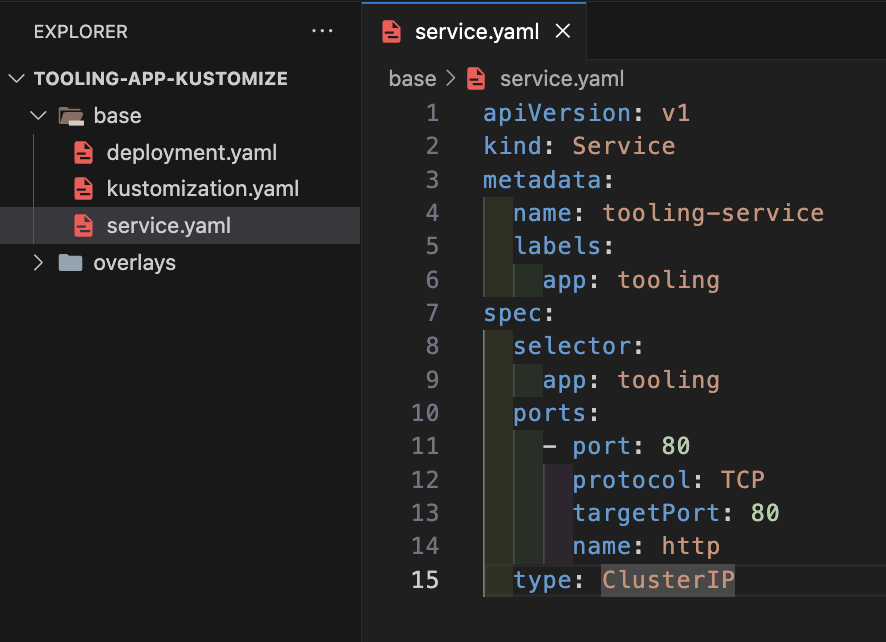 EXPLORER ...
TOOLING-APP-KUSTOMIZE
base
deployment.yaml
kustomization.yaml
service.yaml
overlays
service.yaml
base > service.yaml
1 apiVersion: v1
2 kind: Service
3 metadata:
4   name: tooling-service
5   labels:
6     app: tooling
7 spec:
8   selector:
9     app: tooling
10   ports:
11     - port: 80
12       protocol: TCP
13       targetPort: 80
14       name: http
15   type: ClusterIP